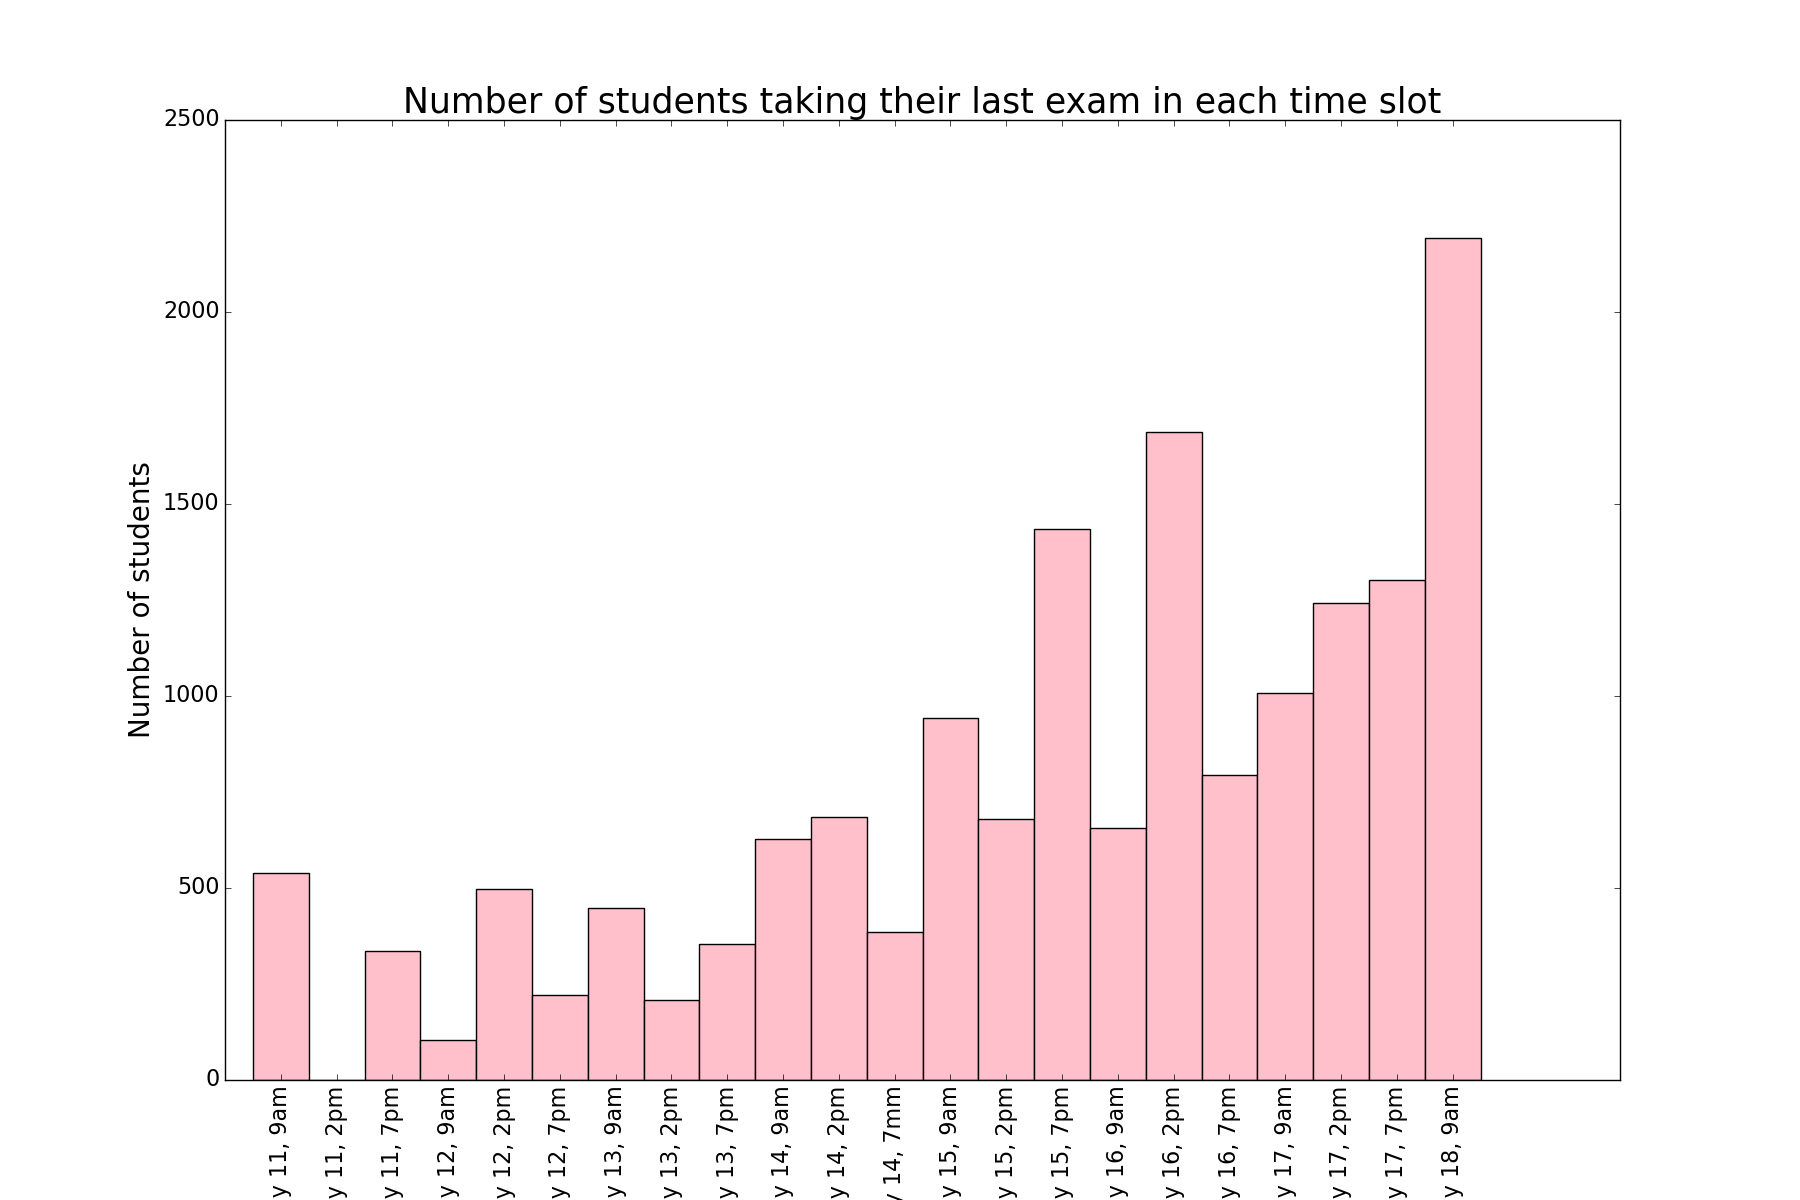 Number of students taking their last exam in each time slot
Number of students
2500
2000
1500
1000
500
0
y 11, 9am
y 11, 2pm
y 11, 7pm
y 12, 9am
y 12, 2pm
y 12, 7pm
y 13, 9am
y 13, 2pm
y 13, 7pm
y 14, 9am
y 14, 2pm
y 14, 7mm
y 15, 9am
y 15, 2pm
y 15, 7pm
y 16, 9am
y 16, 2pm
y 16, 7pm
y 17, 9am
y 17, 2pm
y 17, 7pm
y 18, 9am